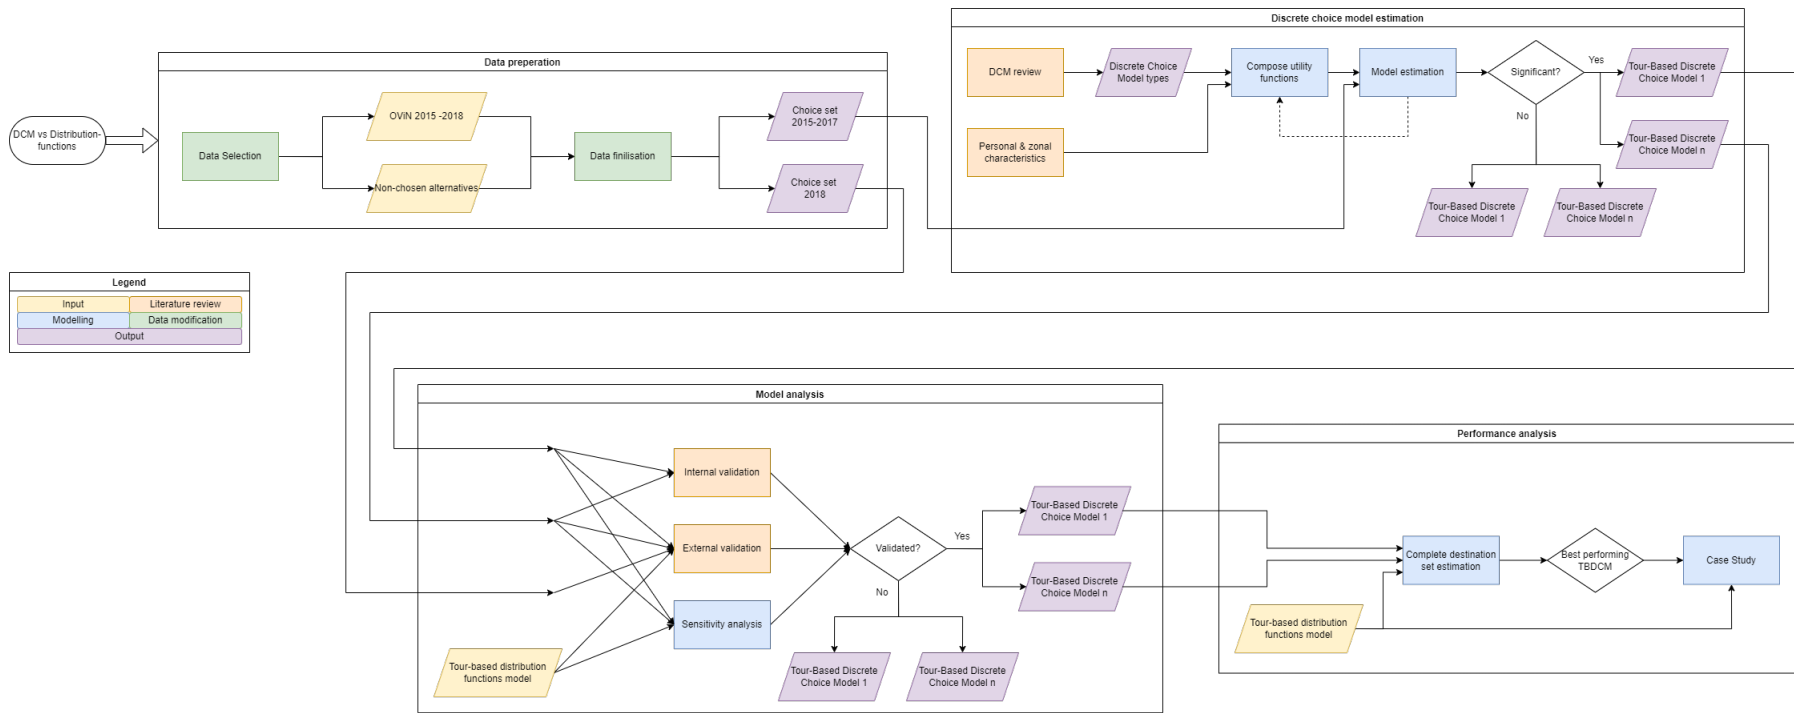 DCM vs Distribution-
functions
Data preperation
Data Selection
OViN 2015 -2018
Non-chosen alternatives
Data finilisation
Choice set
2015-2017
Choice set
2018
Discrete choice model estimation
DCM review
Discrete Choice
Model types
Compose utility
functions
Model estimation
Significant?
Yes
No
Tour-Based Discrete
Choice Model 1
Tour-Based Discrete
Choice Model n
Personal & zonal
characteristics
Tour-Based Discrete
Choice Model 1
Tour-Based Discrete
Choice Model n
Legend
Input
Literature review
Modelling
Data modification
Output
Model analysis
Internal validation
External validation
Sensitivity analysis
Tour-based distribution
functions model
Validated?
Yes
No
Tour-Based Discrete
Choice Model 1
Tour-Based Discrete
Choice Model n
Tour-Based Discrete
Choice Model 1
Tour-Based Discrete
Choice Model n
Performance analysis
Complete destination
set estimation
Best performing
TBDCM
Case Study
Tour-based distribution
functions model